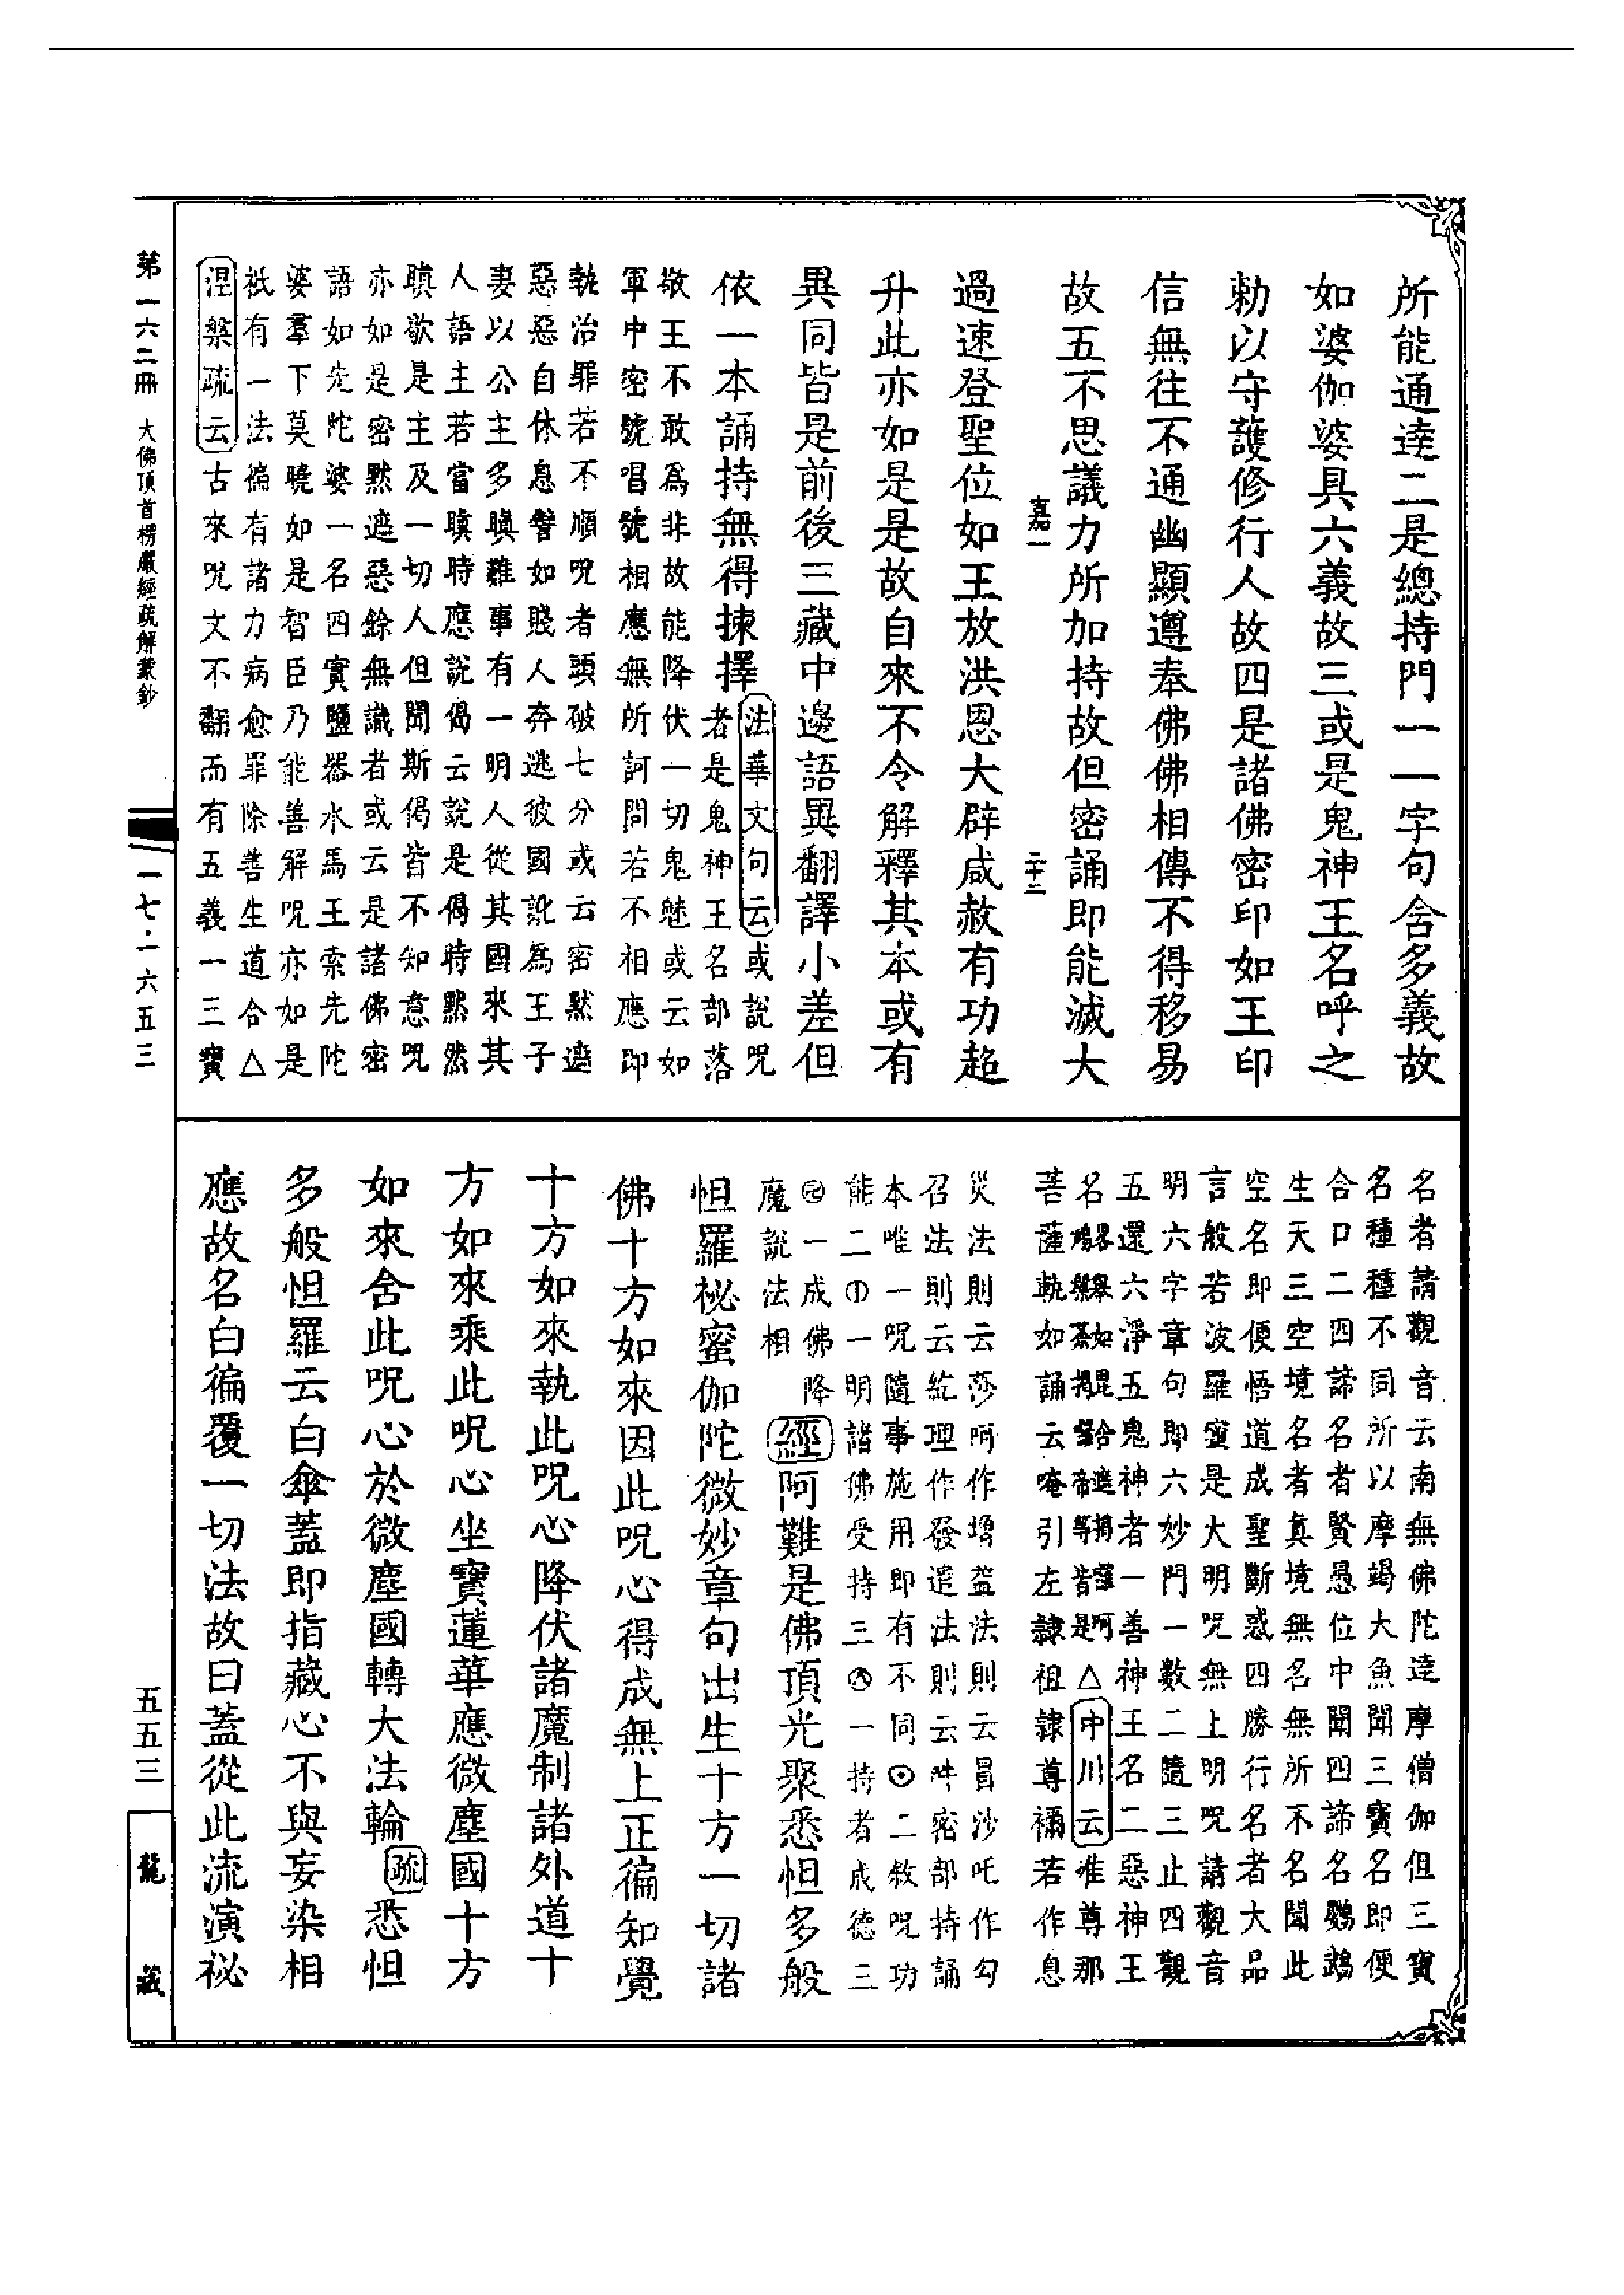 所能通達二是總持門一一字句含多義故
如婆伽婆具六義故三或是鬼神王名呼之
勅以守護修行人故四是諸佛密印如王印
信無往不通幽顯遵奉佛佛相傳不得移易
故五不思議力所加持故但密誦即能滅大
嘉一
二十二
過速登聖位如王放洪恩大辟咸赦有功超
升此亦如是是故自來不令解釋其本或有
異同皆是前後三藏中邊語異翻譯小差但
依一本誦持無得揀擇
法華文句云或說咒
者是鬼神王名部落
敬王不敢為非故能降伏一切鬼魅或云如
軍中密號唱號相應無所訶問若不相應即
執治罪若不順咒者頭破七分或云密默遮
惡惡自休息譬如賤人奔逃彼國訛為王子
妻以公主多瞋難事有一明人從其國來其
人語主若當瞋時應說偈云說是偈時默然
瞋歇是主及一切人但聞斯偈皆不知意咒
亦如是密默遮惡餘無識者或云是諸佛密
語如先陀婆一名四實鹽器水馬王索先陀
婆羣下莫曉如是智臣乃能善解咒亦如是
祇有一法徧有諸力病愈罪除善生道合△
涅槃疏云古來咒文不翻而有五義一三寶
名者請觀音云南無佛陀達摩僧伽但三寶
名種種不同所以摩竭大魚聞三寶名即便
合口二四諦名者賢愚位中聞四諦名鸚鵡
生天三空境名者真境無名無所不名聞此
空名即便悟道成聖斷惑四勝行名者大品
言般若波羅蜜是大明咒無上明咒請觀音
明六字章句即六妙門一數二隨三止四觀
五還六淨五鬼神者一善神王名二惡神王
名△中川云准尊那
菩薩軌如誦云唵引左隸祖隸尊禰若作息
災法則云莎呵作增益法則云冒沙吒作勾
召法則云紇理作發遣法則云吽密部持誦
本唯一咒隨事施用即有不同⊙二敘咒功
能二①一明諸佛受持三㊅一持者成德三
㊋一成佛降
魔說法相
經阿難是佛頂光聚悉怛多般
怛羅祕蜜伽陀微妙章句出生十方一切諸
佛十方如來因此咒心得成無上正徧知覺
十方如來執此咒心降伏諸魔制諸外道十
方如來乘此咒心坐寶蓮華應微塵國十方
如來含此咒心於微塵國轉大法輪疏悉怛
多般怛羅云白傘蓋即指藏心不與妄染相
應故名白徧覆一切法故曰蓋從此流演祕
第一六二冊
大佛頂首楞嚴經疏解蒙鈔
一七·一六五三
五五三
龍藏